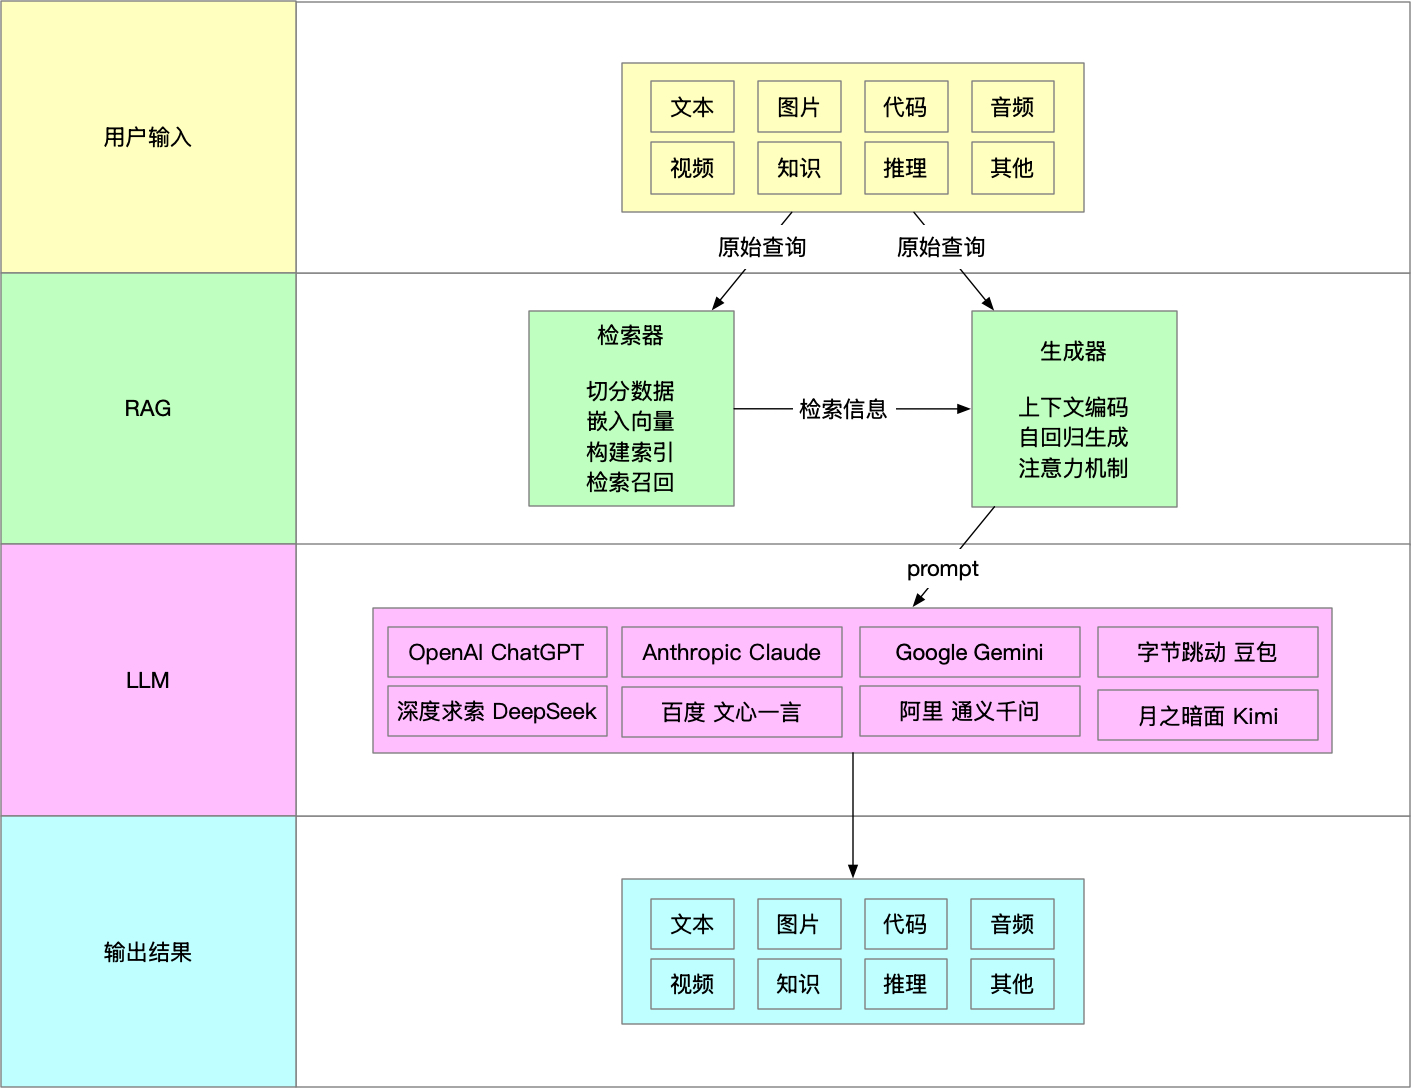 用户输入
文本
图片
代码
音频
视频
知识
推理
其他
原始查询
原始查询
RAG
检索器
切分数据
嵌入向量
构建索引
检索召回
检索信息
生成器
上下文编码
自回归生成
注意力机制
prompt
LLM
OpenAI ChatGPT
Anthropic Claude
Google Gemini
字节跳动 豆包
深度求索 DeepSeek
百度 文心一言
阿里 通义千问
月之暗面 Kimi
输出结果
文本
图片
代码
音频
视频
知识
推理
其他